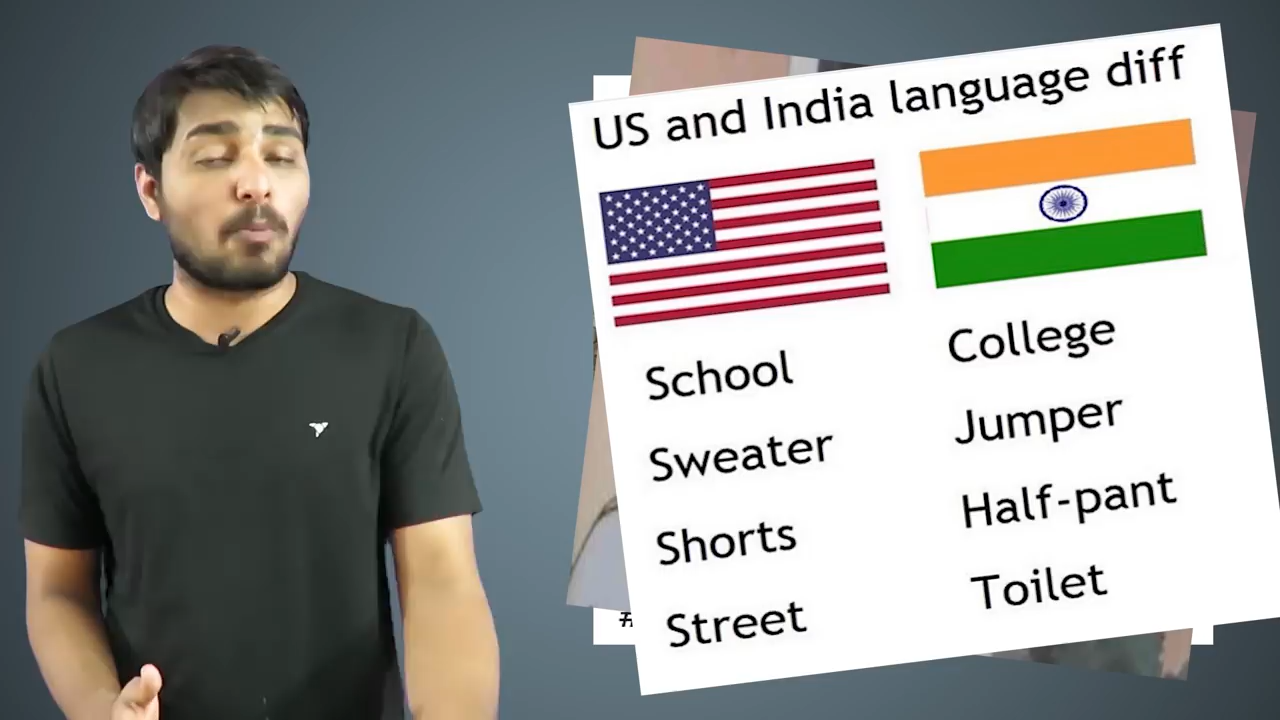 US and India language diff
School College
Sweater Jumper
Shorts Half-pant
Street Toilet
#